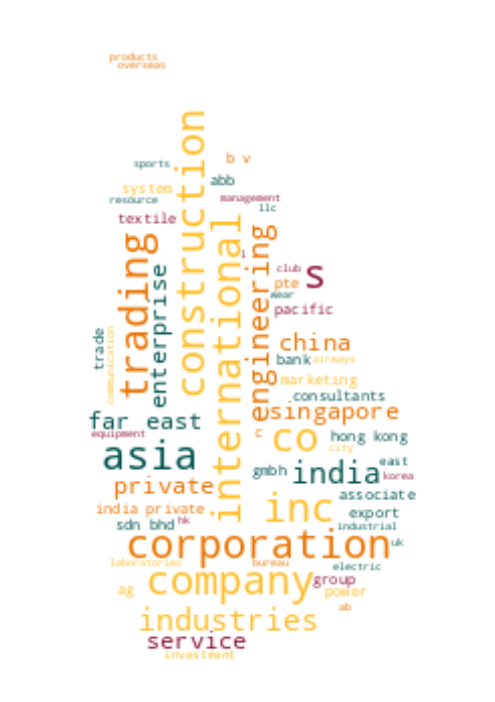 products
overseas
construction
sports
b v
abb
system
resource
management
llc
textile
international
trading
engineering
l
club
s
enterprise
pte
wear
pacific
trade
communication
china
bank
airways
marketing
consultants
singapore
far east
equipment
c
co
hong kong
city
asia
gmbh
india
east
korea
private
associate
inc
india private
export
sdn bhd
hk
industrial
corporation
uk
laboratories
bureau
electric
company
group
ag
power
ab
industries
service
investment